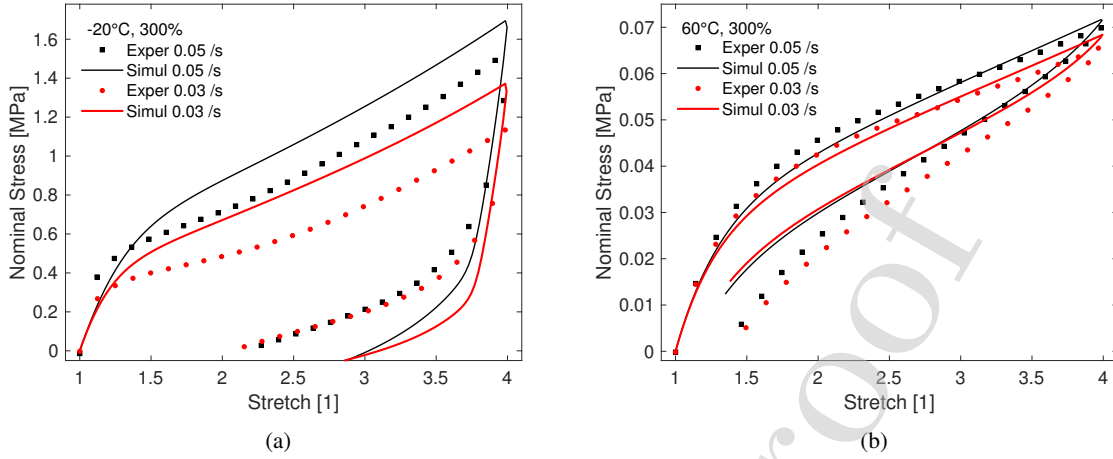 -20°C, 300%
Exper 0.05 /s
Simul 0.05 /s
Exper 0.03 /s
Simul 0.03 /s
Nominal Stress [MPa]
1.6
1.4
1.2
1
0.8
0.6
0.4
0.2
0
1
1.5
2
2.5
3
3.5
4
Stretch [1]
(a)
60°C, 300%
Exper 0.05 /s
Simul 0.05 /s
Exper 0.03 /s
Simul 0.03 /s
Nominal Stress [MPa]
0.07
0.06
0.05
0.04
0.03
0.02
0.01
0
1
1.5
2
2.5
3
3.5
4
Stretch [1]
(b)
roof